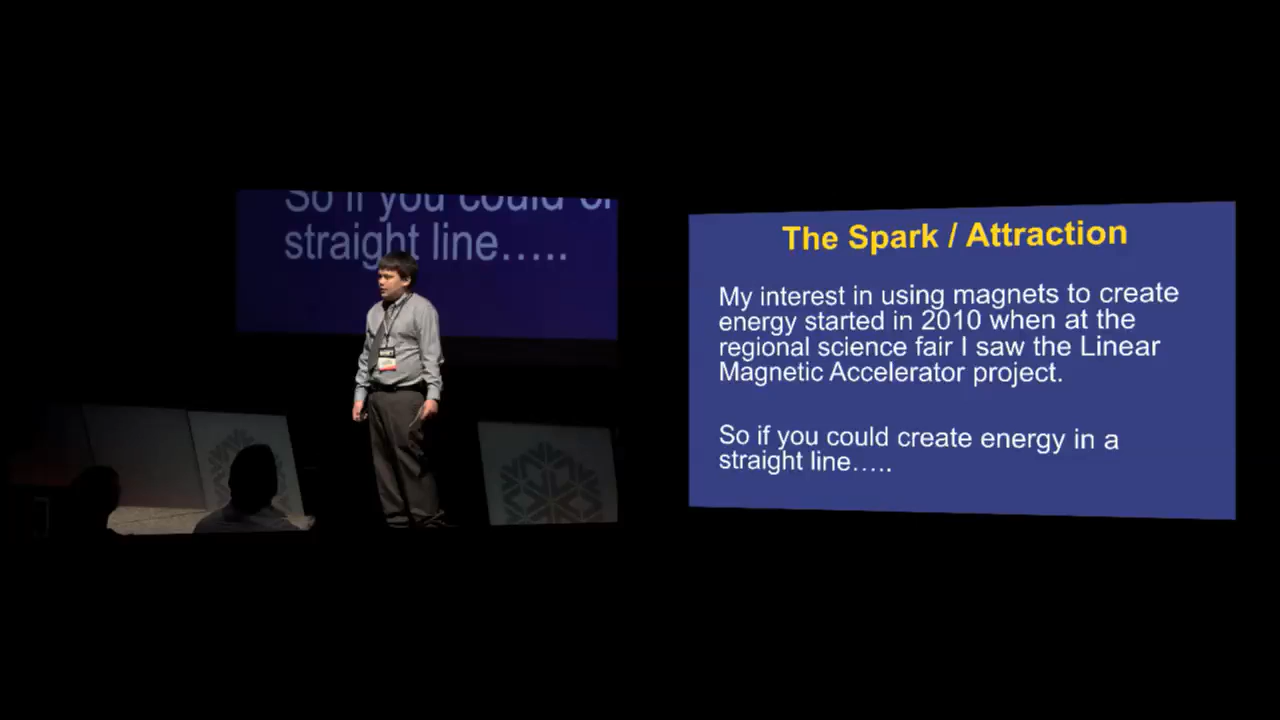 So if you could
straight line…..
The Spark / Attraction
My interest in using magnets to create
energy started in 2010 when at the
regional science fair I saw the Linear
Magnetic Accelerator project.
So if you could create energy in a
straight line…..